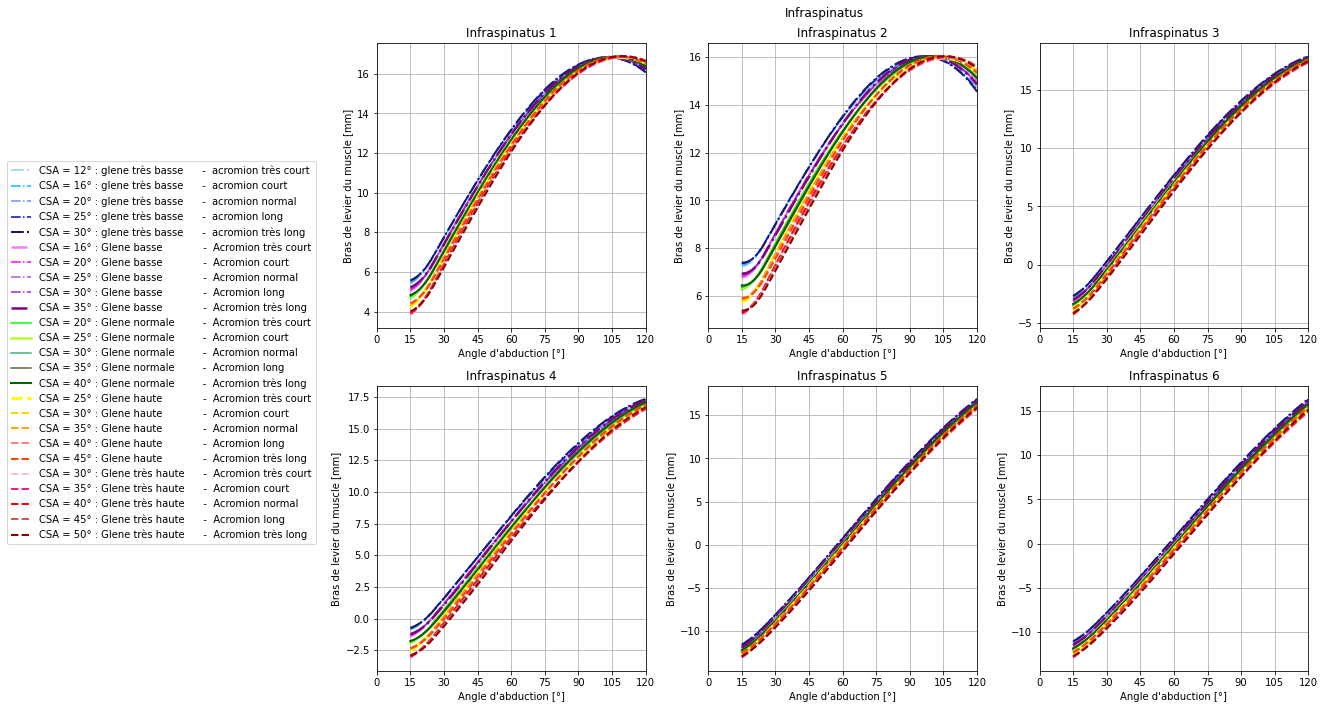 Infraspinatus
CSA = 12° : glene très basse - acromion très court
CSA = 16° : glene très basse - acromion court
CSA = 20° : glene très basse - acromion normal
CSA = 25° : glene très basse - acromion long
CSA = 30° : glene très basse - acromion très long
CSA = 16° : Glene basse - Acromion très court
CSA = 20° : Glene basse - Acromion court
CSA = 25° : Glene basse - Acromion normal
CSA = 30° : Glene basse - Acromion long
CSA = 35° : Glene basse - Acromion très long
CSA = 20° : Glene normale - Acromion très court
CSA = 25° : Glene normale - Acromion court
CSA = 30° : Glene normale - Acromion normal
CSA = 35° : Glene normale - Acromion long
CSA = 40° : Glene normale - Acromion très long
CSA = 25° : Glene haute - Acromion très court
CSA = 30° : Glene haute - Acromion court
CSA = 35° : Glene haute - Acromion normal
CSA = 40° : Glene haute - Acromion long
CSA = 45° : Glene haute - Acromion très long
CSA = 30° : Glene très haute - Acromion très court
CSA = 35° : Glene très haute - Acromion court
CSA = 40° : Glene très haute - Acromion normal
CSA = 45° : Glene très haute - Acromion long
CSA = 50° : Glene très haute - Acromion très long
Infraspinatus 1
Bras de levier du muscle [mm]
16
14
12
10
8
6
4
0 15 30 45 60 75 90 105 120
Angle d'abduction [°]
Infraspinatus 2
Bras de levier du muscle [mm]
16
14
12
10
8
6
0 15 30 45 60 75 90 105 120
Angle d'abduction [°]
Infraspinatus 3
Bras de levier du muscle [mm]
15
10
5
0
−5
0 15 30 45 60 75 90 105 120
Angle d'abduction [°]
Infraspinatus 4
Bras de levier du muscle [mm]
17.5
15.0
12.5
10.0
7.5
5.0
2.5
0.0
−2.5
0 15 30 45 60 75 90 105 120
Angle d'abduction [°]
Infraspinatus 5
Bras de levier du muscle [mm]
15
10
5
0
−5
−10
0 15 30 45 60 75 90 105 120
Angle d'abduction [°]
Infraspinatus 6
Bras de levier du muscle [mm]
15
10
5
0
−5
−10
0 15 30 45 60 75 90 105 120
Angle d'abduction [°]